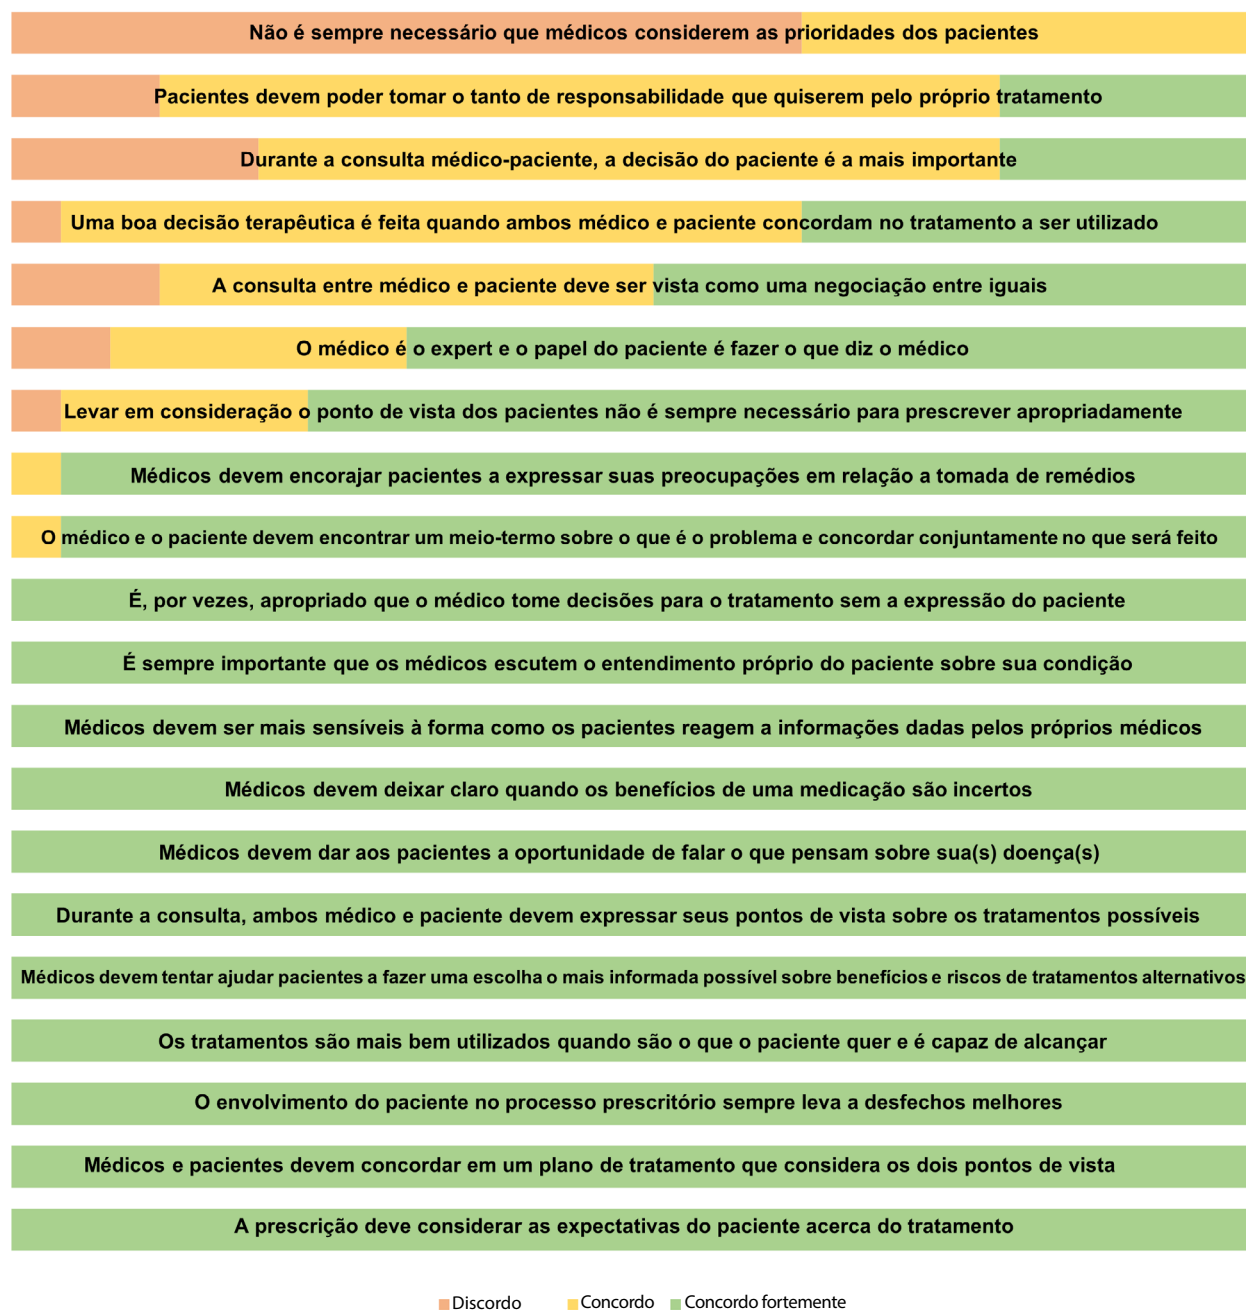 Não é sempre necessário que médicos considerem as prioridades dos pacientes
Pacientes devem poder tomar o tanto de responsabilidade que quiserem pelo próprio tratamento
Durante a consulta médico-paciente, a decisão do paciente é a mais importante
Uma boa decisão terapêutica é feita quando ambos médico e paciente concordam no tratamento a ser utilizado
A consulta entre médico e paciente deve ser vista como uma negociação entre iguais
O médico é o expert e o papel do paciente é fazer o que diz o médico
Levar em consideração o ponto de vista dos pacientes não é sempre necessário para prescrever apropriadamente
Médicos devem encorajar pacientes a expressar suas preocupações em relação a tomada de remédios
O médico e o paciente devem encontrar um meio-termo sobre o que é o problema e concordar conjuntamente no que será feito
É, por vezes, apropriado que o médico tome decisões para o tratamento sem a expressão do paciente
É sempre importante que os médicos escutem o entendimento próprio do paciente sobre sua condição
Médicos devem ser mais sensíveis à forma como os pacientes reagem a informações dadas pelos próprios médicos
Médicos devem deixar claro quando os benefícios de uma medicação são incertos
Médicos devem dar aos pacientes a oportunidade de falar o que pensam sobre sua(s) doença(s)
Durante a consulta, ambos médico e paciente devem expressar seus pontos de vista sobre os tratamentos possíveis
Médicos devem tentar ajudar pacientes a fazer uma escolha o mais informada possível sobre benefícios e riscos de tratamentos alternativos
Os tratamentos são mais bem utilizados quando são o que o paciente quer e é capaz de alcançar
O envolvimento do paciente no processo prescritório sempre leva a desfechos melhores
Médicos e pacientes devem concordar em um plano de tratamento que considera os dois pontos de vista
A prescrição deve considerar as expectativas do paciente acerca do tratamento
Discordo Concordo Concordo fortemente